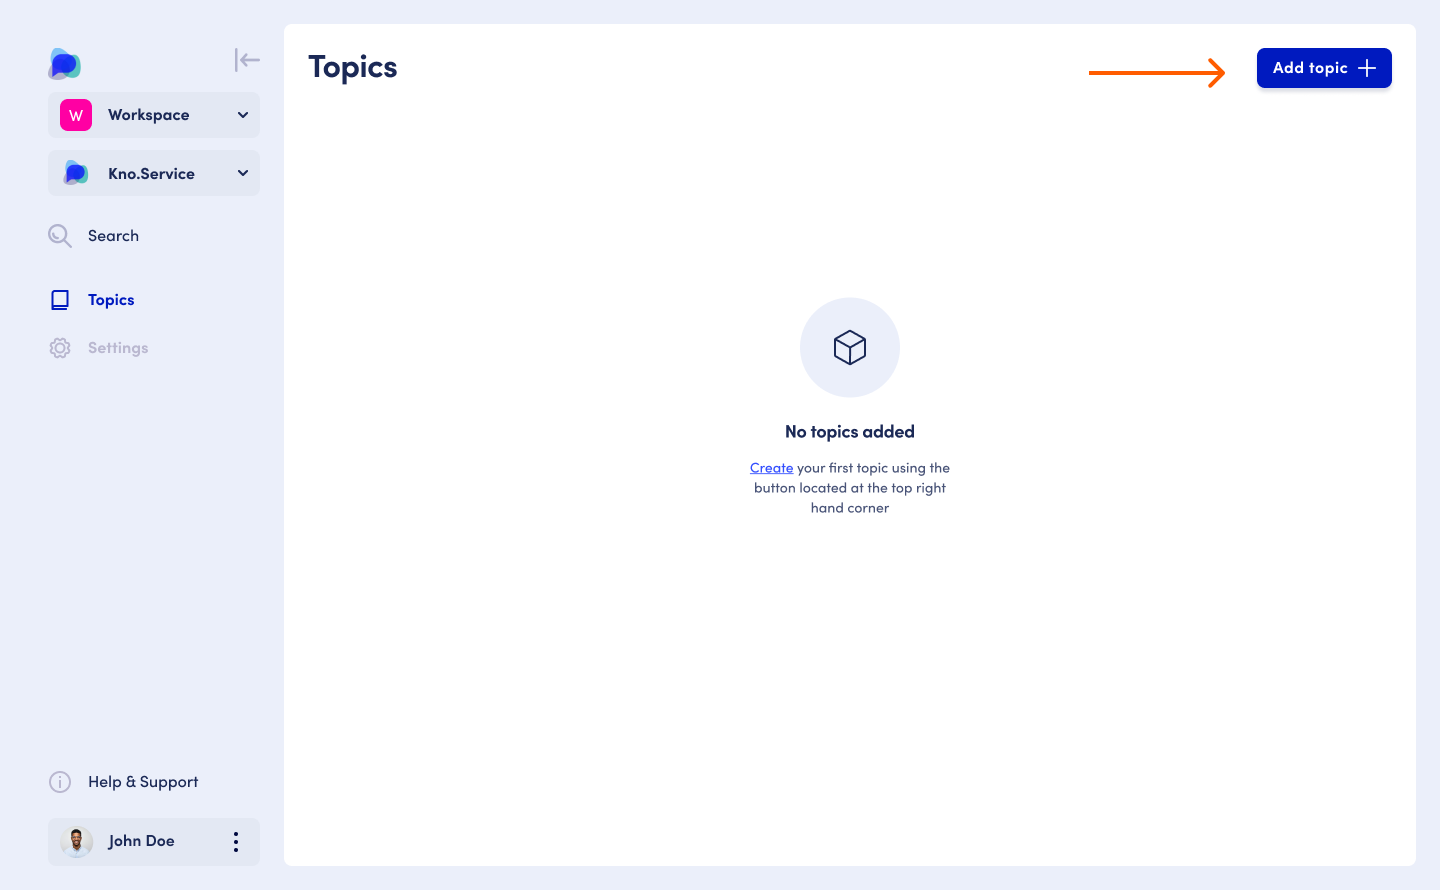 Topics
Add topic
W
Workspace
Kno.Service
Search
Topics
Settings
No topics added
Create your first topic using the
button located at the top right
hand corner
Help & Support
John Doe